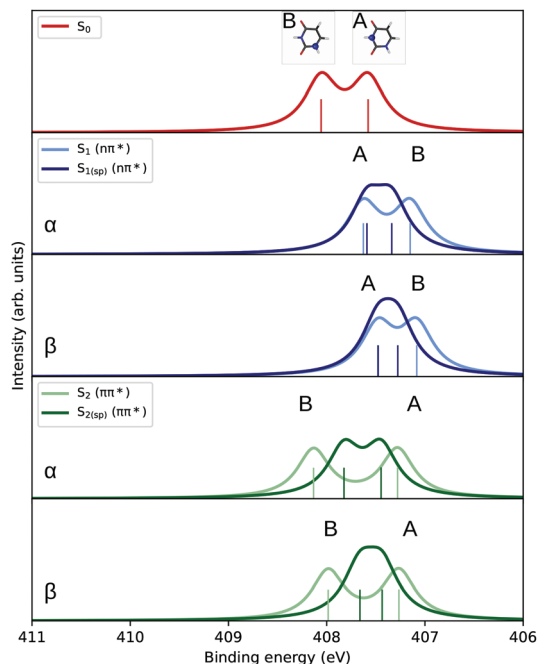 B A
S₀
S₁ (nπ*)
S₁₍sp₎ (nπ*)
A B
α
A B
β
Intensity (arb. units)
S₂ (ππ*)
S₂₍sp₎ (ππ*)
B A
α
B A
β
411 410 409 408 407 406
Binding energy (eV)